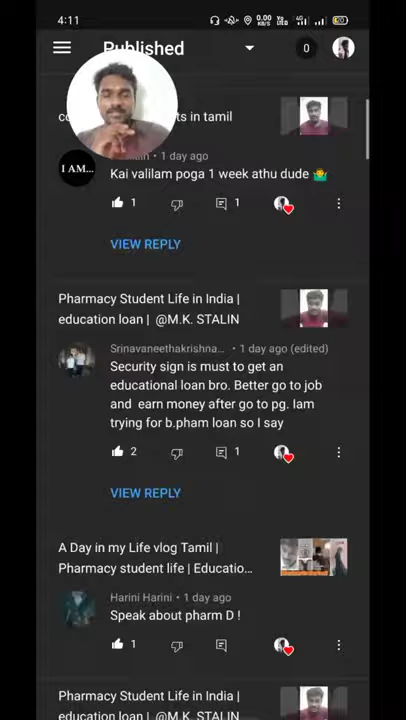 4:11
0.00
KB/S
4G
Published
0
ts in tamil
1 day ago
I AM...
Kai valilam poga 1 week athu dude 🤷‍♂️
1
1
VIEW REPLY
Pharmacy Student Life in India |
education loan | @M.K. STALIN
Srinavaneethakrishna... • 1 day ago (edited)
Security sign is must to get an
educational loan bro. Better go to job
and earn money after go to pg. Iam
trying for b.pham loan so I say
2
1
VIEW REPLY
A Day in my Life vlog Tamil |
Pharmacy student life | Educatio...
Harini Harini • 1 day ago
Speak about pharm D !
1
Pharmacy Student Life in India |
education loan | @M.K. STALIN